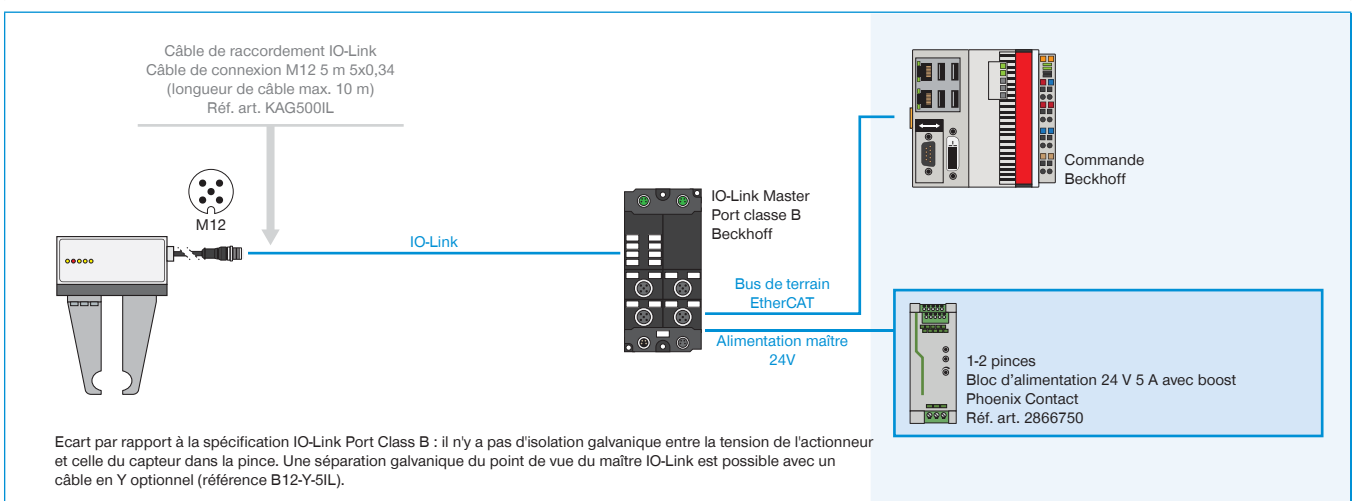 Câble de raccordement IO-Link
Câble de connexion M12 5 m 5x0,34
(longueur de câble max. 10 m)
Réf. art. KAG500IL
M12
IO-Link
IO-Link Master
Port classe B
Beckhoff
Bus de terrain
EtherCAT
Alimentation maître
24V
Commande
Beckhoff
1-2 pinces
Bloc d'alimentation 24 V 5 A avec boost
Phoenix Contact
Réf. art. 2866750
Ecart par rapport à la spécification IO-Link Port Class B : il n'y a pas d'isolation galvanique entre la tension de l'actionneur
et celle du capteur dans la pince. Une séparation galvanique du point de vue du maître IO-Link est possible avec un
câble en Y optionnel (référence B12-Y-5IL).